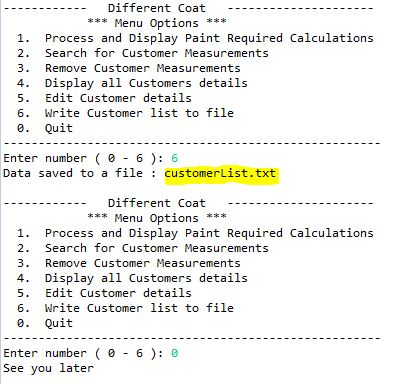 ------------   Different Coat   --------------------
*** Menu Options ***
1.  Process and Display Paint Required Calculations
2.  Search for Customer Measurements
3.  Remove Customer Measurements
4.  Display all Customers details
5.  Edit Customer details
6.  Write Customer list to file
0.  Quit
-----------------------------------------------------
Enter number ( 0 - 6 ): 6
Data saved to a file : customerList.txt
------------   Different Coat   --------------------
*** Menu Options ***
1.  Process and Display Paint Required Calculations
2.  Search for Customer Measurements
3.  Remove Customer Measurements
4.  Display all Customers details
5.  Edit Customer details
6.  Write Customer list to file
0.  Quit
-----------------------------------------------------
Enter number ( 0 - 6 ): 0
See you later